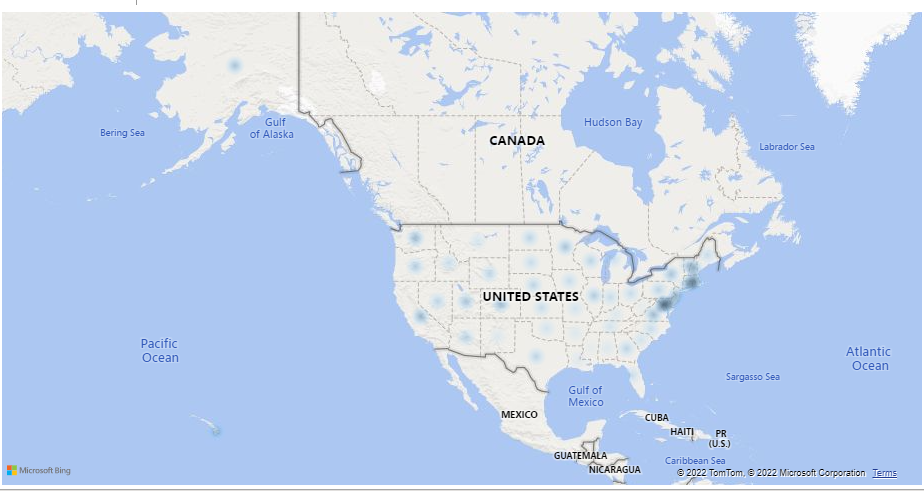 Bering Sea
Gulf
of Alaska
Hudson Bay
CANADA
Labrador Sea
UNITED STATES
Pacific
Ocean
Atlantic
Ocean
Sargasso Sea
Gulf of
Mexico
MEXICO
CUBA
HAITI
PR
(U.S.)
GUATEMALA
Caribbean Sea
NICARAGUA
Microsoft Bing
© 2022 TomTom, © 2022 Microsoft Corporation Terms